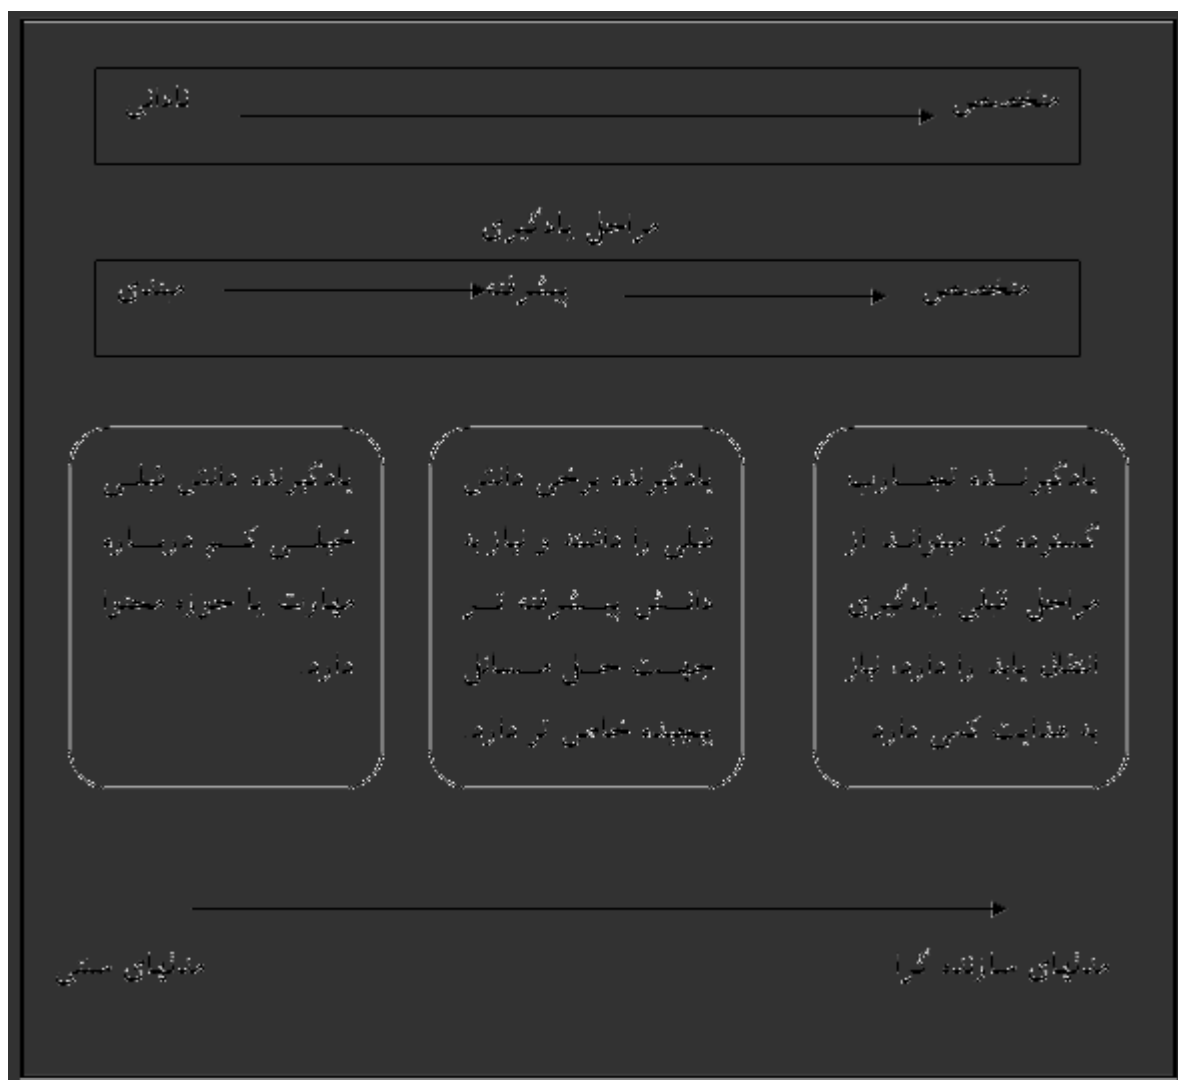 نادانی
متخصص
مراحل یادگیری
مبتدی
پیشرفته
متخصص
یادگیرنده دانش قبلی
خیلی کم درباره
مهارت یا حوزه محتوا
دارد.
یادگیرنده برخی دانش
قبلی را داشته و نیاز به
دانش پیشرفته تر
جهت حل مسائل
پیچیده خاص تر دارد.
یادگیرنده تجارب
گسترده که میتواند از
مراحل قبلی یادگیری
انتقال یابد را دارد، نیاز
به هدایت کمی دارد
مدلهای سنتی
مدلهای سازنده گرا